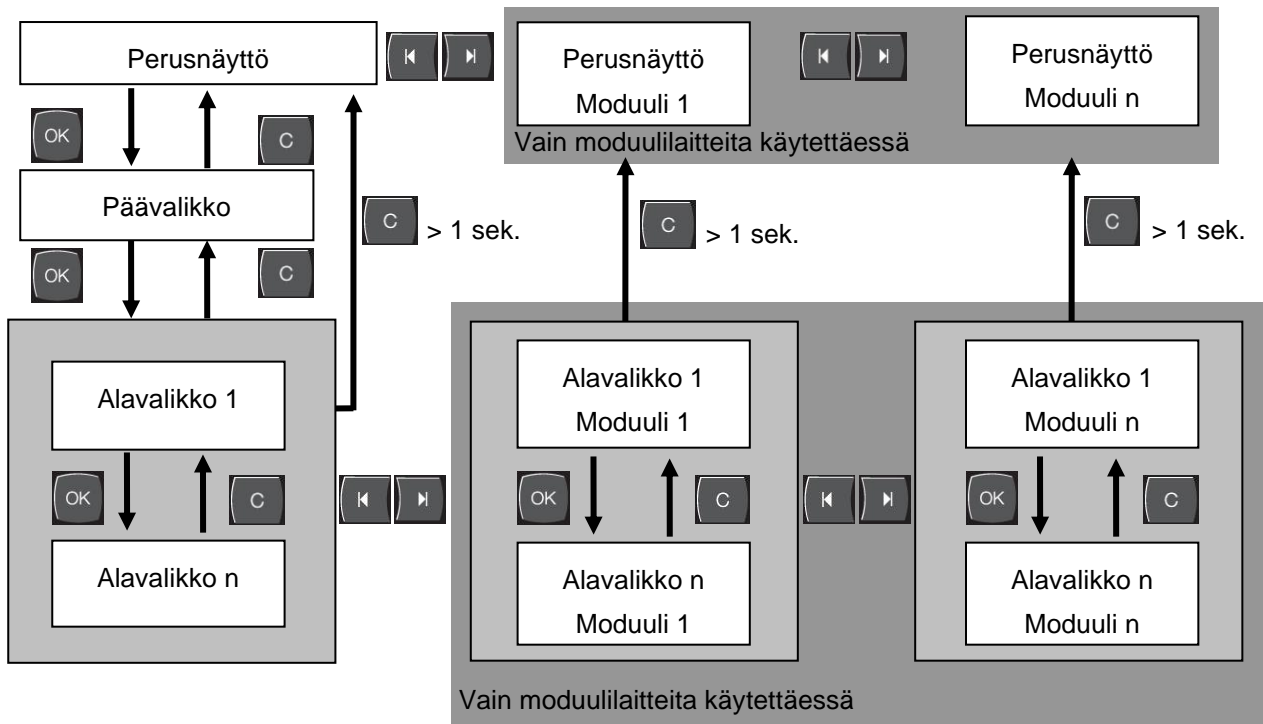 Perusnäyttö
Perusnäyttö
Moduuli 1
Perusnäyttö
Moduuli n
Vain moduulilaitteita käytettäessä
OK
C
Päävalikko
C
> 1 sek.
C
> 1 sek.
C
> 1 sek.
OK
C
Alavalikko 1
OK
C
Alavalikko n
Alavalikko 1
Moduuli 1
OK
C
Alavalikko n
Moduuli 1
Alavalikko 1
Moduuli n
OK
C
Alavalikko n
Moduuli n
Vain moduulilaitteita käytettäessä